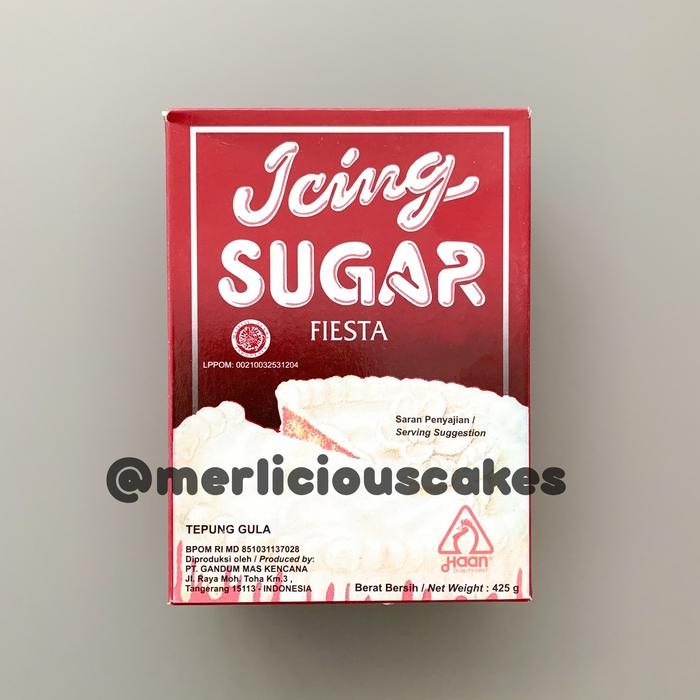 Icing
SUGAR
FIESTA
LPPOM: 00210032531204
Saran Penyajian /
Serving Suggestion
@merliciouscakes
TEPUNG GULA
BPOM RI MD 851031137028
Diproduksi oleh / Produced by:
PT. GANDUM MAS KENCANA
Jl. Raya Moh. Toha Km.3 ,
Tangerang 15113 - INDONESIA
Haan
QUALITY FIRST
Berat Bersih / Net Weight : 425 g